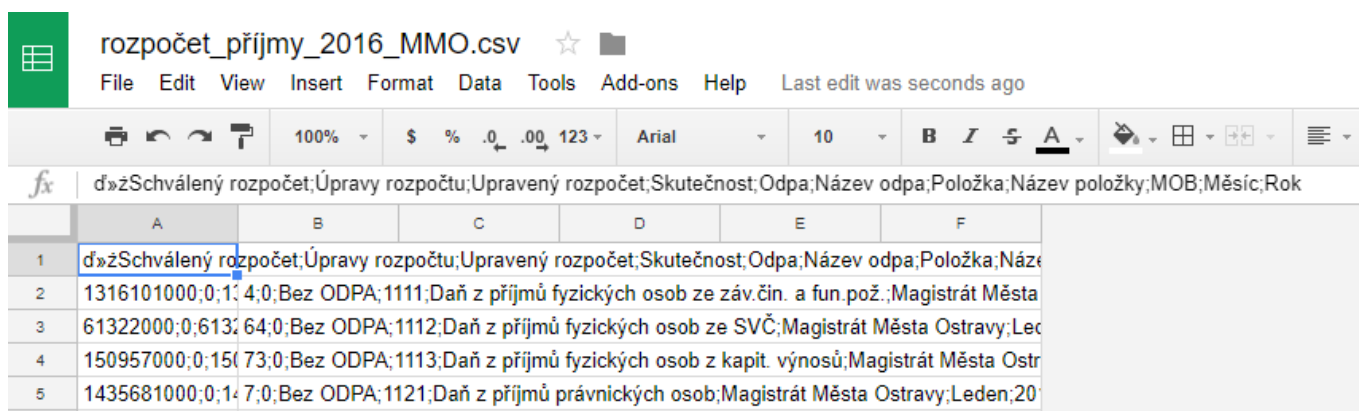 rozpočet_příjmy_2016_MMO.csv
File Edit View Insert Format Data Tools Add-ons Help Last edit was seconds ago
100% $ % .0 .00 123 Arial 10 B I S A
fx ď»żSchválený rozpočet;Úpravy rozpočtu;Upravený rozpočet;Skutečnost;Odpa;Název odpa;Položka;Název položky;MOB;Měsíc;Rok
A B C D E F
1 ď»żSchválený rozpočet;Úpravy rozpočtu;Upravený rozpočet;Skutečnost;Odpa;Název odpa;Položka;Náze
2 1316101000;0;13 4;0;Bez ODPA;1111;Daň z příjmů fyzických osob ze záv.čin. a fun.pož.;Magistrát Města
3 61322000;0;6132 64;0;Bez ODPA;1112;Daň z příjmů fyzických osob ze SVČ;Magistrát Města Ostravy;Led
4 150957000;0;150 73;0;Bez ODPA;1113;Daň z příjmů fyzických osob z kapit. výnosů;Magistrát Města Ostr
5 1435681000;0;14 7;0;Bez ODPA;1121;Daň z příjmů právnických osob;Magistrát Města Ostravy;Leden;201